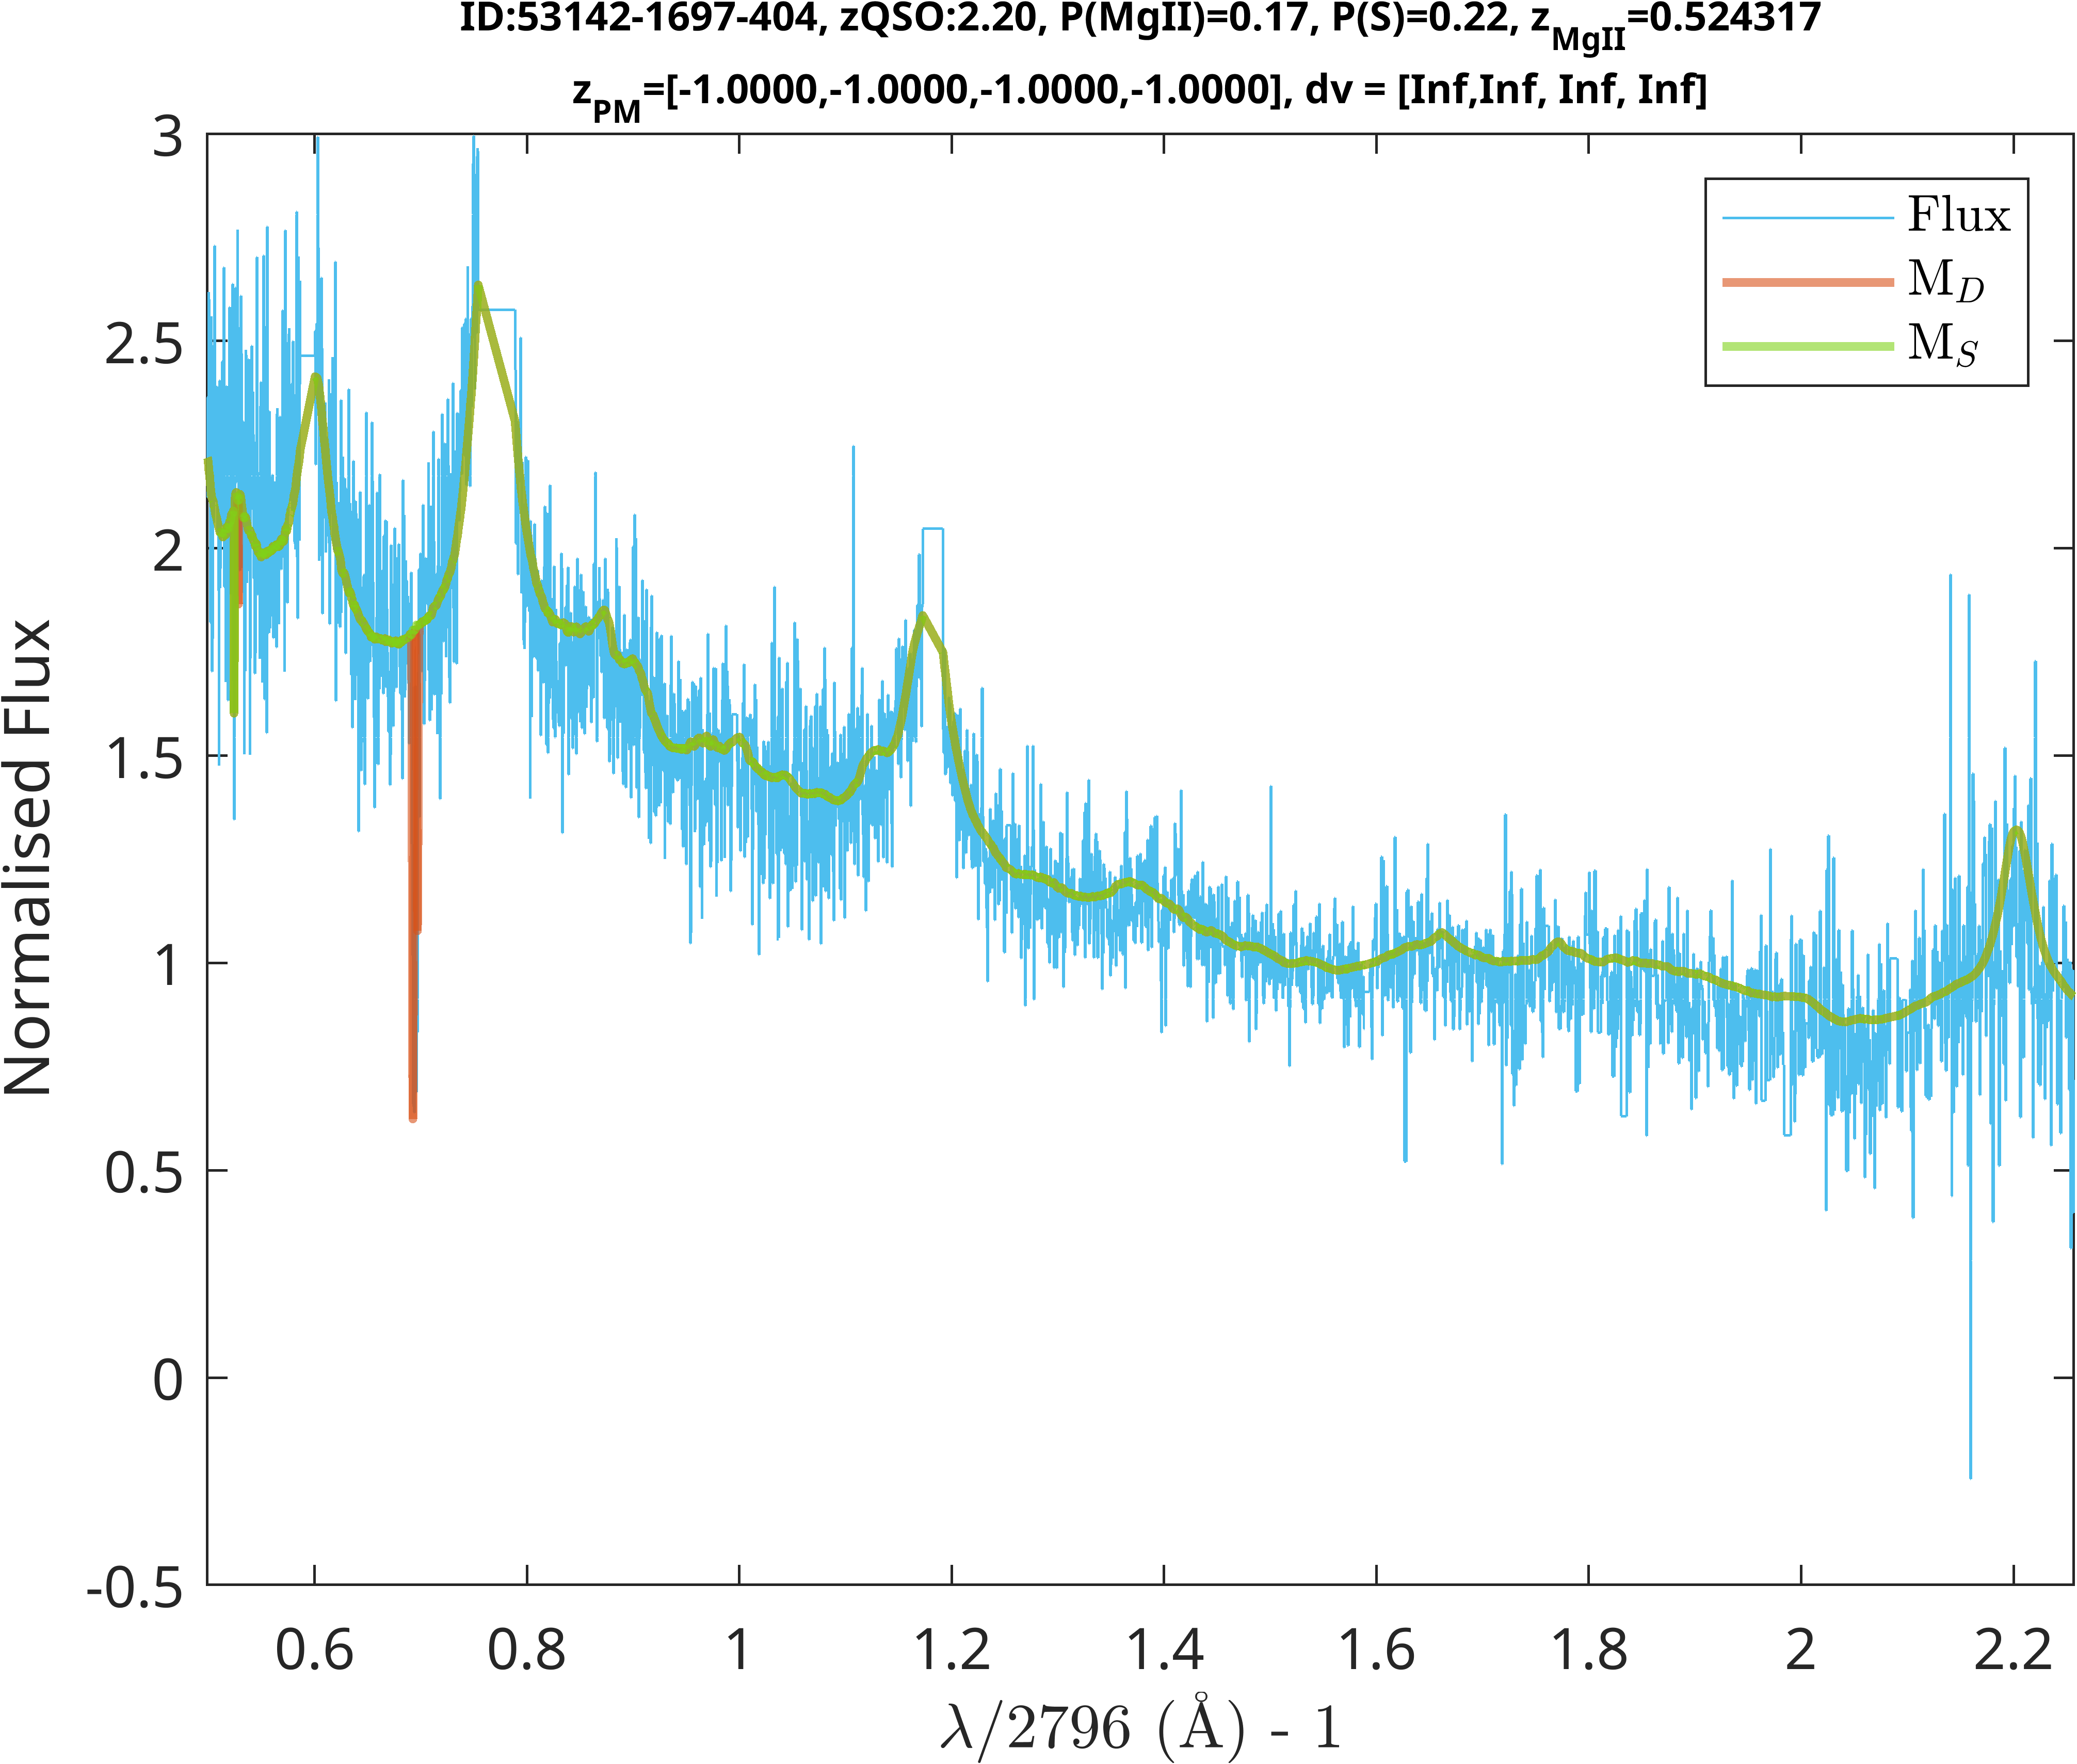 ID:53142-1697-404, zQSO:2.20, P(MgII)=0.17, P(S)=0.22, zMgII=0.524317
zPM=[-1.0000,-1.0000,-1.0000,-1.0000], dv = [Inf,Inf, Inf, Inf]
3
2.5
2
1.5
1
0.5
0
-0.5
Normalised Flux
Flux
MD
MS
0.6 0.8 1 1.2 1.4 1.6 1.8 2 2.2
λ/2796 (Å) - 1